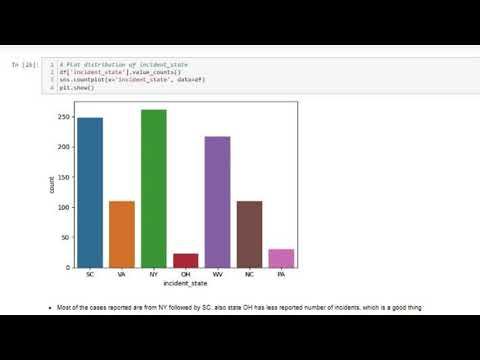 In [26]:
1 # Plot distribution of incident_state
2 df['incident_state'].value_counts()
3 sns.countplot(x='incident_state', data=df)
4 plt.show()
250
200
150
100
50
0
count
SC VA NY OH WV NC PA
incident_state
• Most of the cases reported are from NY followed by SC. also state OH has less reported number of incidents, which is a good thing